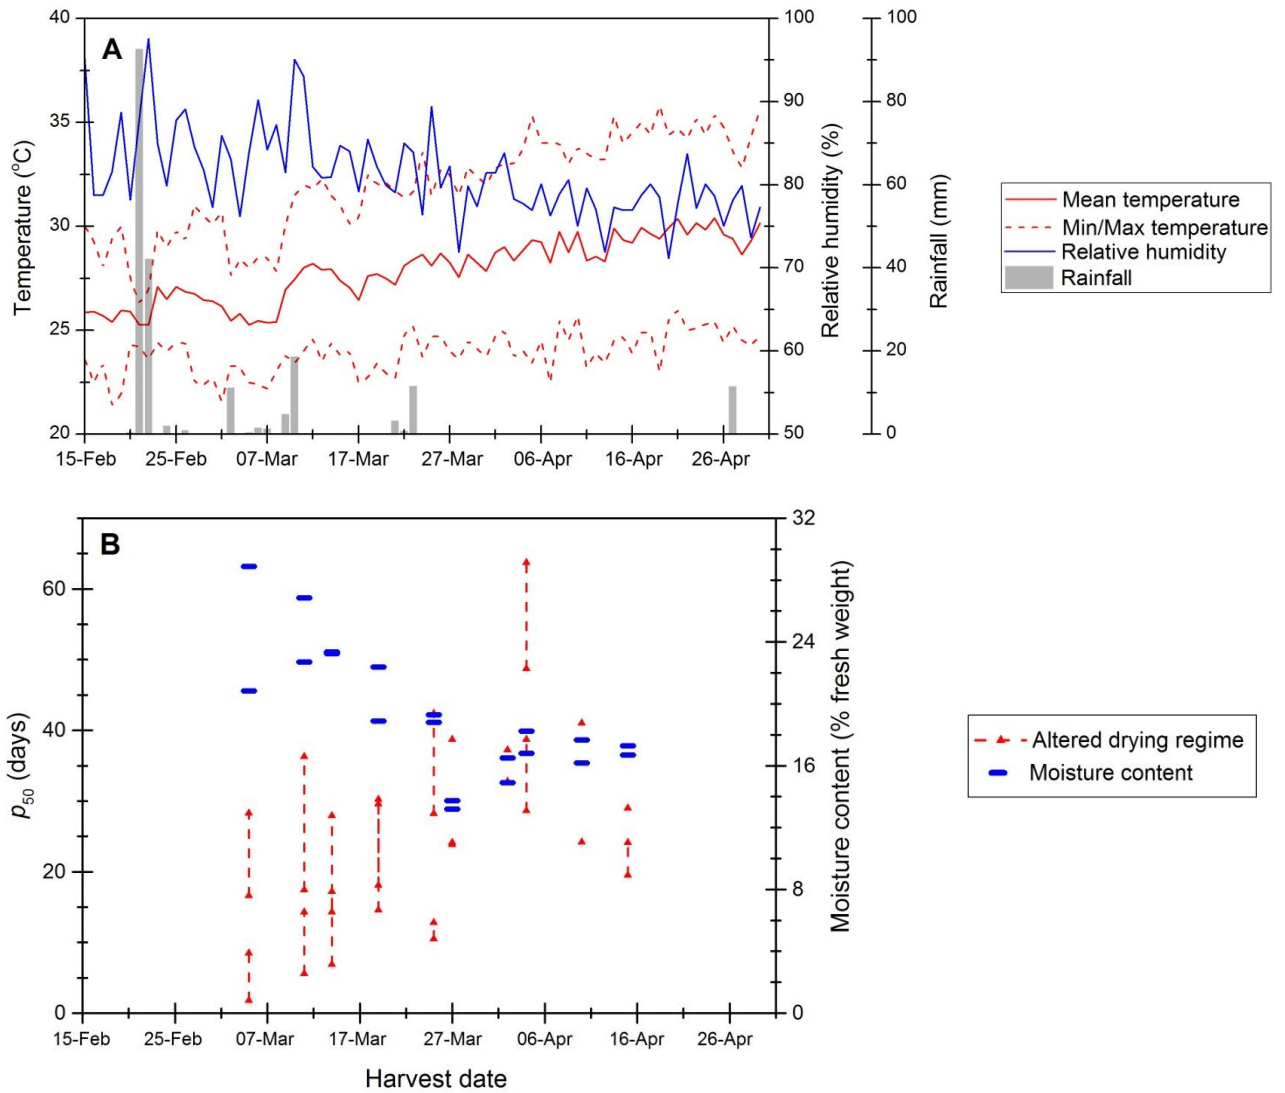 A
40
35
30
25
20
Temperature (°C)
100
90
80
70
60
50
Relative humidity (%)
100
80
60
40
20
0
Rainfall (mm)
15-Feb 25-Feb 07-Mar 17-Mar 27-Mar 06-Apr 16-Apr 26-Apr
Mean temperature
Min/Max temperature
Relative humidity
Rainfall
B
60
40
20
0
p50 (days)
32
24
16
8
0
Moisture content (% fresh weight)
15-Feb 25-Feb 07-Mar 17-Mar 27-Mar 06-Apr 16-Apr 26-Apr
Harvest date
Altered drying regime
Moisture content